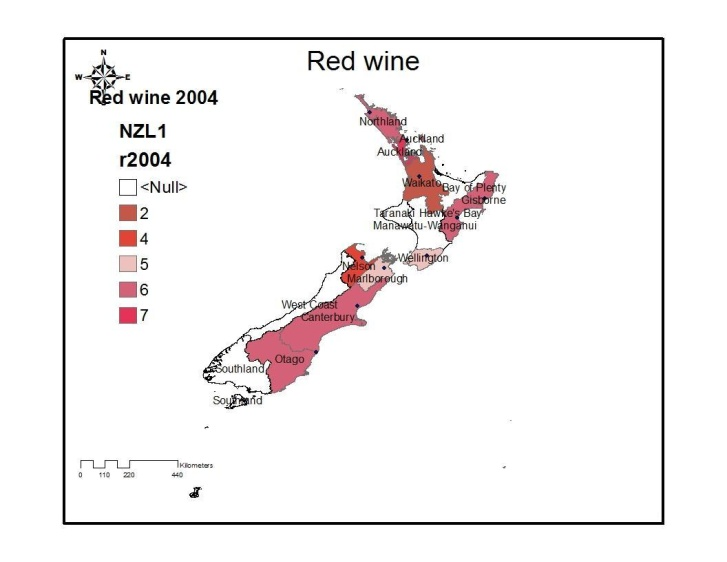 Red wine
N
W E
Red wine 2004
NZL1
r2004
<Null>
2
4
5
6
7
Northland
Auckland
Auckland
Waikato
Bay of Plenty
Gisborne
Taranaki Hawke's Bay
Manawatu-Wanganui
Wellington
Nelson
Marlborough
West Coast
Canterbury
Otago
Southland
Southland
Kilometers
0 110 220 440